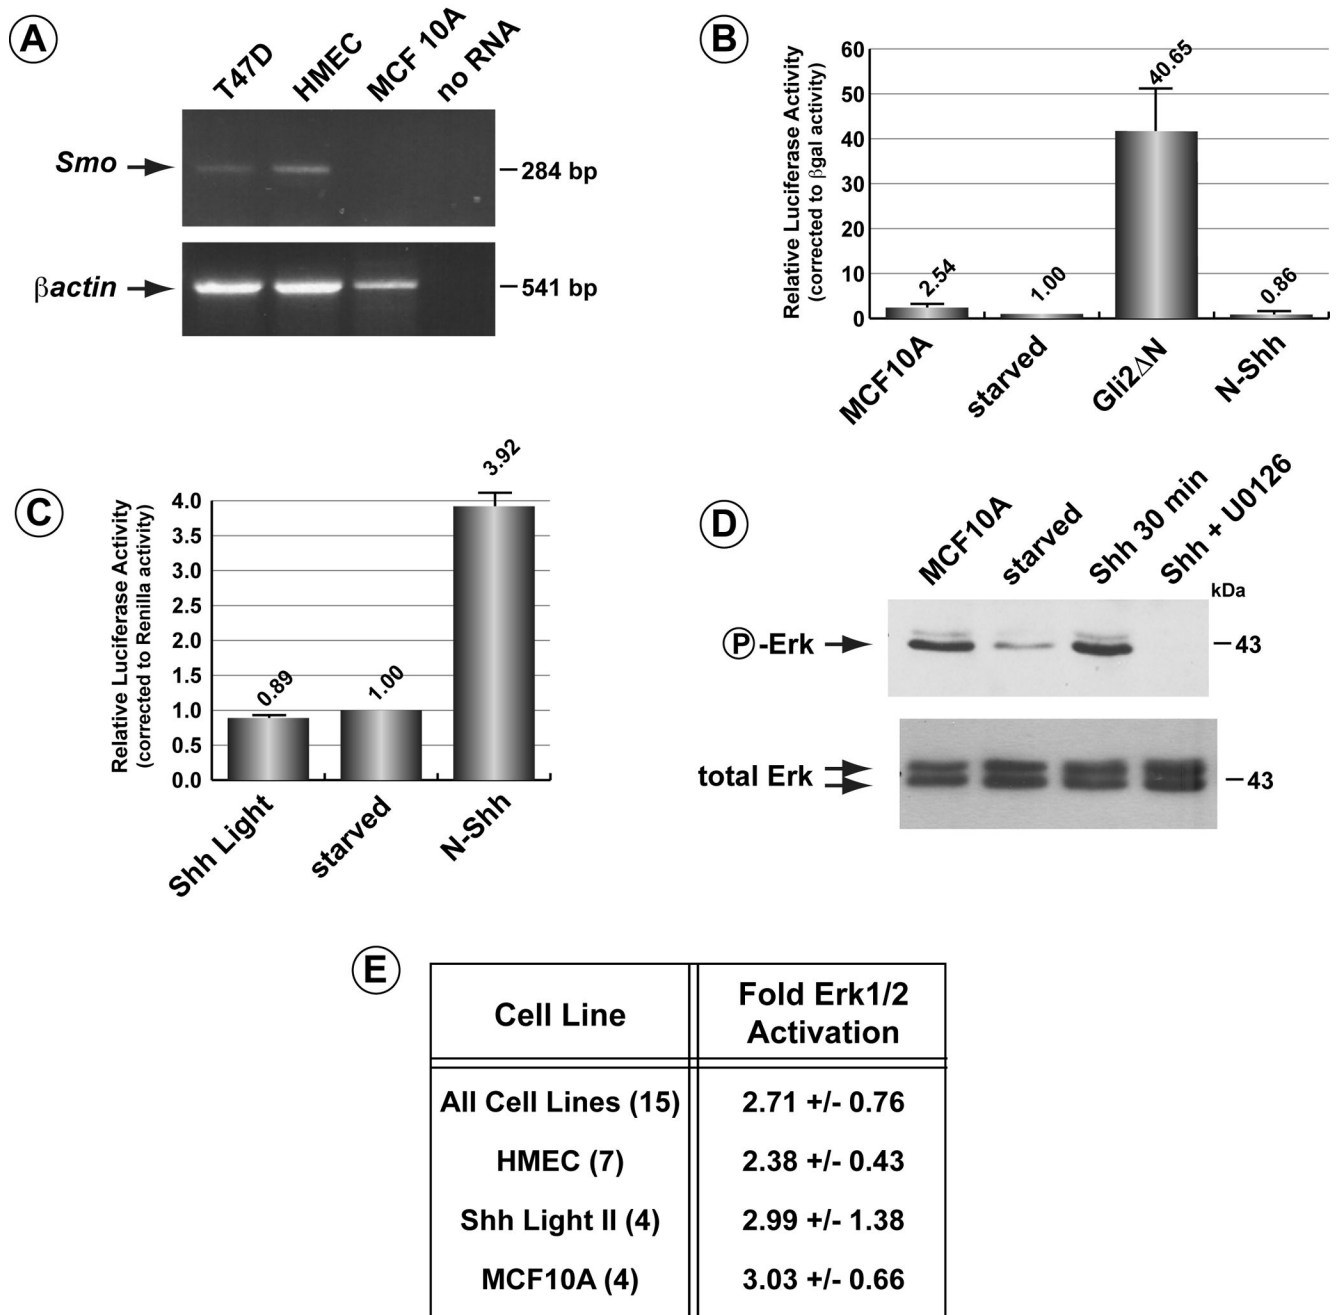 A
T47D
HMEC
MCF 10A
no RNA
Smo
284 bp
βactin
541 bp
B
Relative Luciferase Activity
(corrected to βgal activity)
60
50
40
30
20
10
0
2.54
1.00
40.65
0.86
MCF10A
starved
Gli2ΔN
N-Shh
C
Relative Luciferase Activity
(corrected to Renilla activity)
4.0
3.5
4.0
3.0
2.5
2.0
1.5
1.0
0.5
0.0
0.89
1.00
3.92
Shh Light
starved
N-Shh
D
MCF10A
starved
Shh 30 min
Shh + U0126
kDa
P-Erk
43
total Erk
43
E
Cell Line
Fold Erk1/2
Activation
All Cell Lines (15)
2.71 +/- 0.76
HMEC (7)
2.38 +/- 0.43
Shh Light II (4)
2.99 +/- 1.38
MCF10A (4)
3.03 +/- 0.66